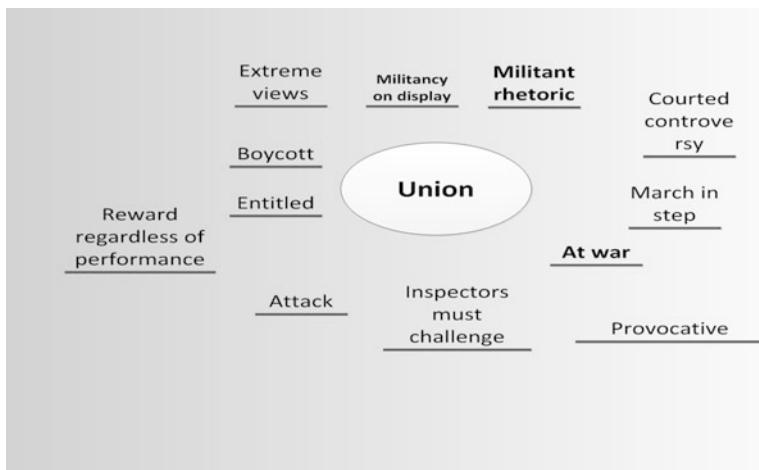 Extreme
views
Militancy
on display
Militant
rhetoric
Courted
controve
rsy
Boycott
Union
Entitled
March in
step
Reward
regardless of
performance
At war
Attack
Inspectors
must
challenge
Provocative